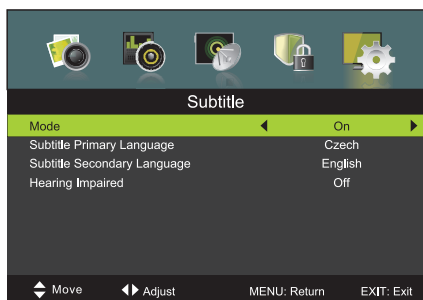 Subtitle
Mode On
Subtitle Primary Language Czech
Subtitle Secondary Language English
Hearing Impaired Off
Move Adjust MENU: Return EXIT: Exit